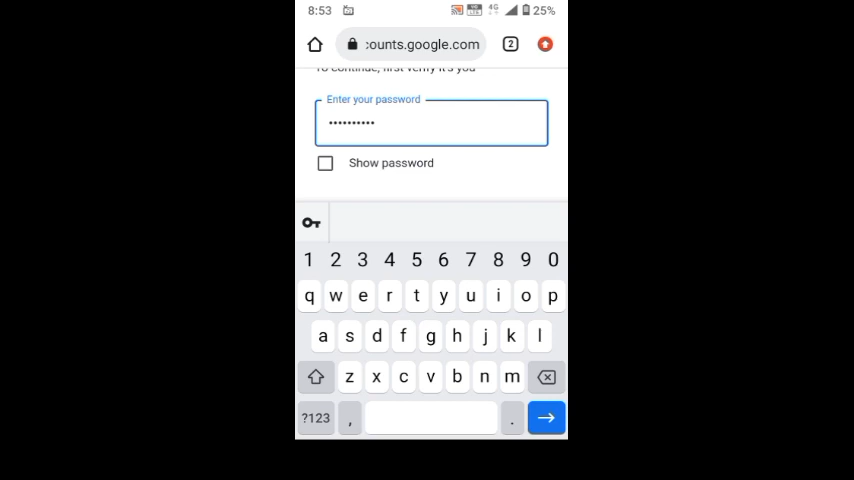 8:53 4G 25%
:ounts.google.com 2
To continue, first verify it's you
Enter your password
••••••••••
Show password
1 2 3 4 5 6 7 8 9 0
q w e r t y u i o p
a s d f g h j k l
z x c v b n m
?123 , .